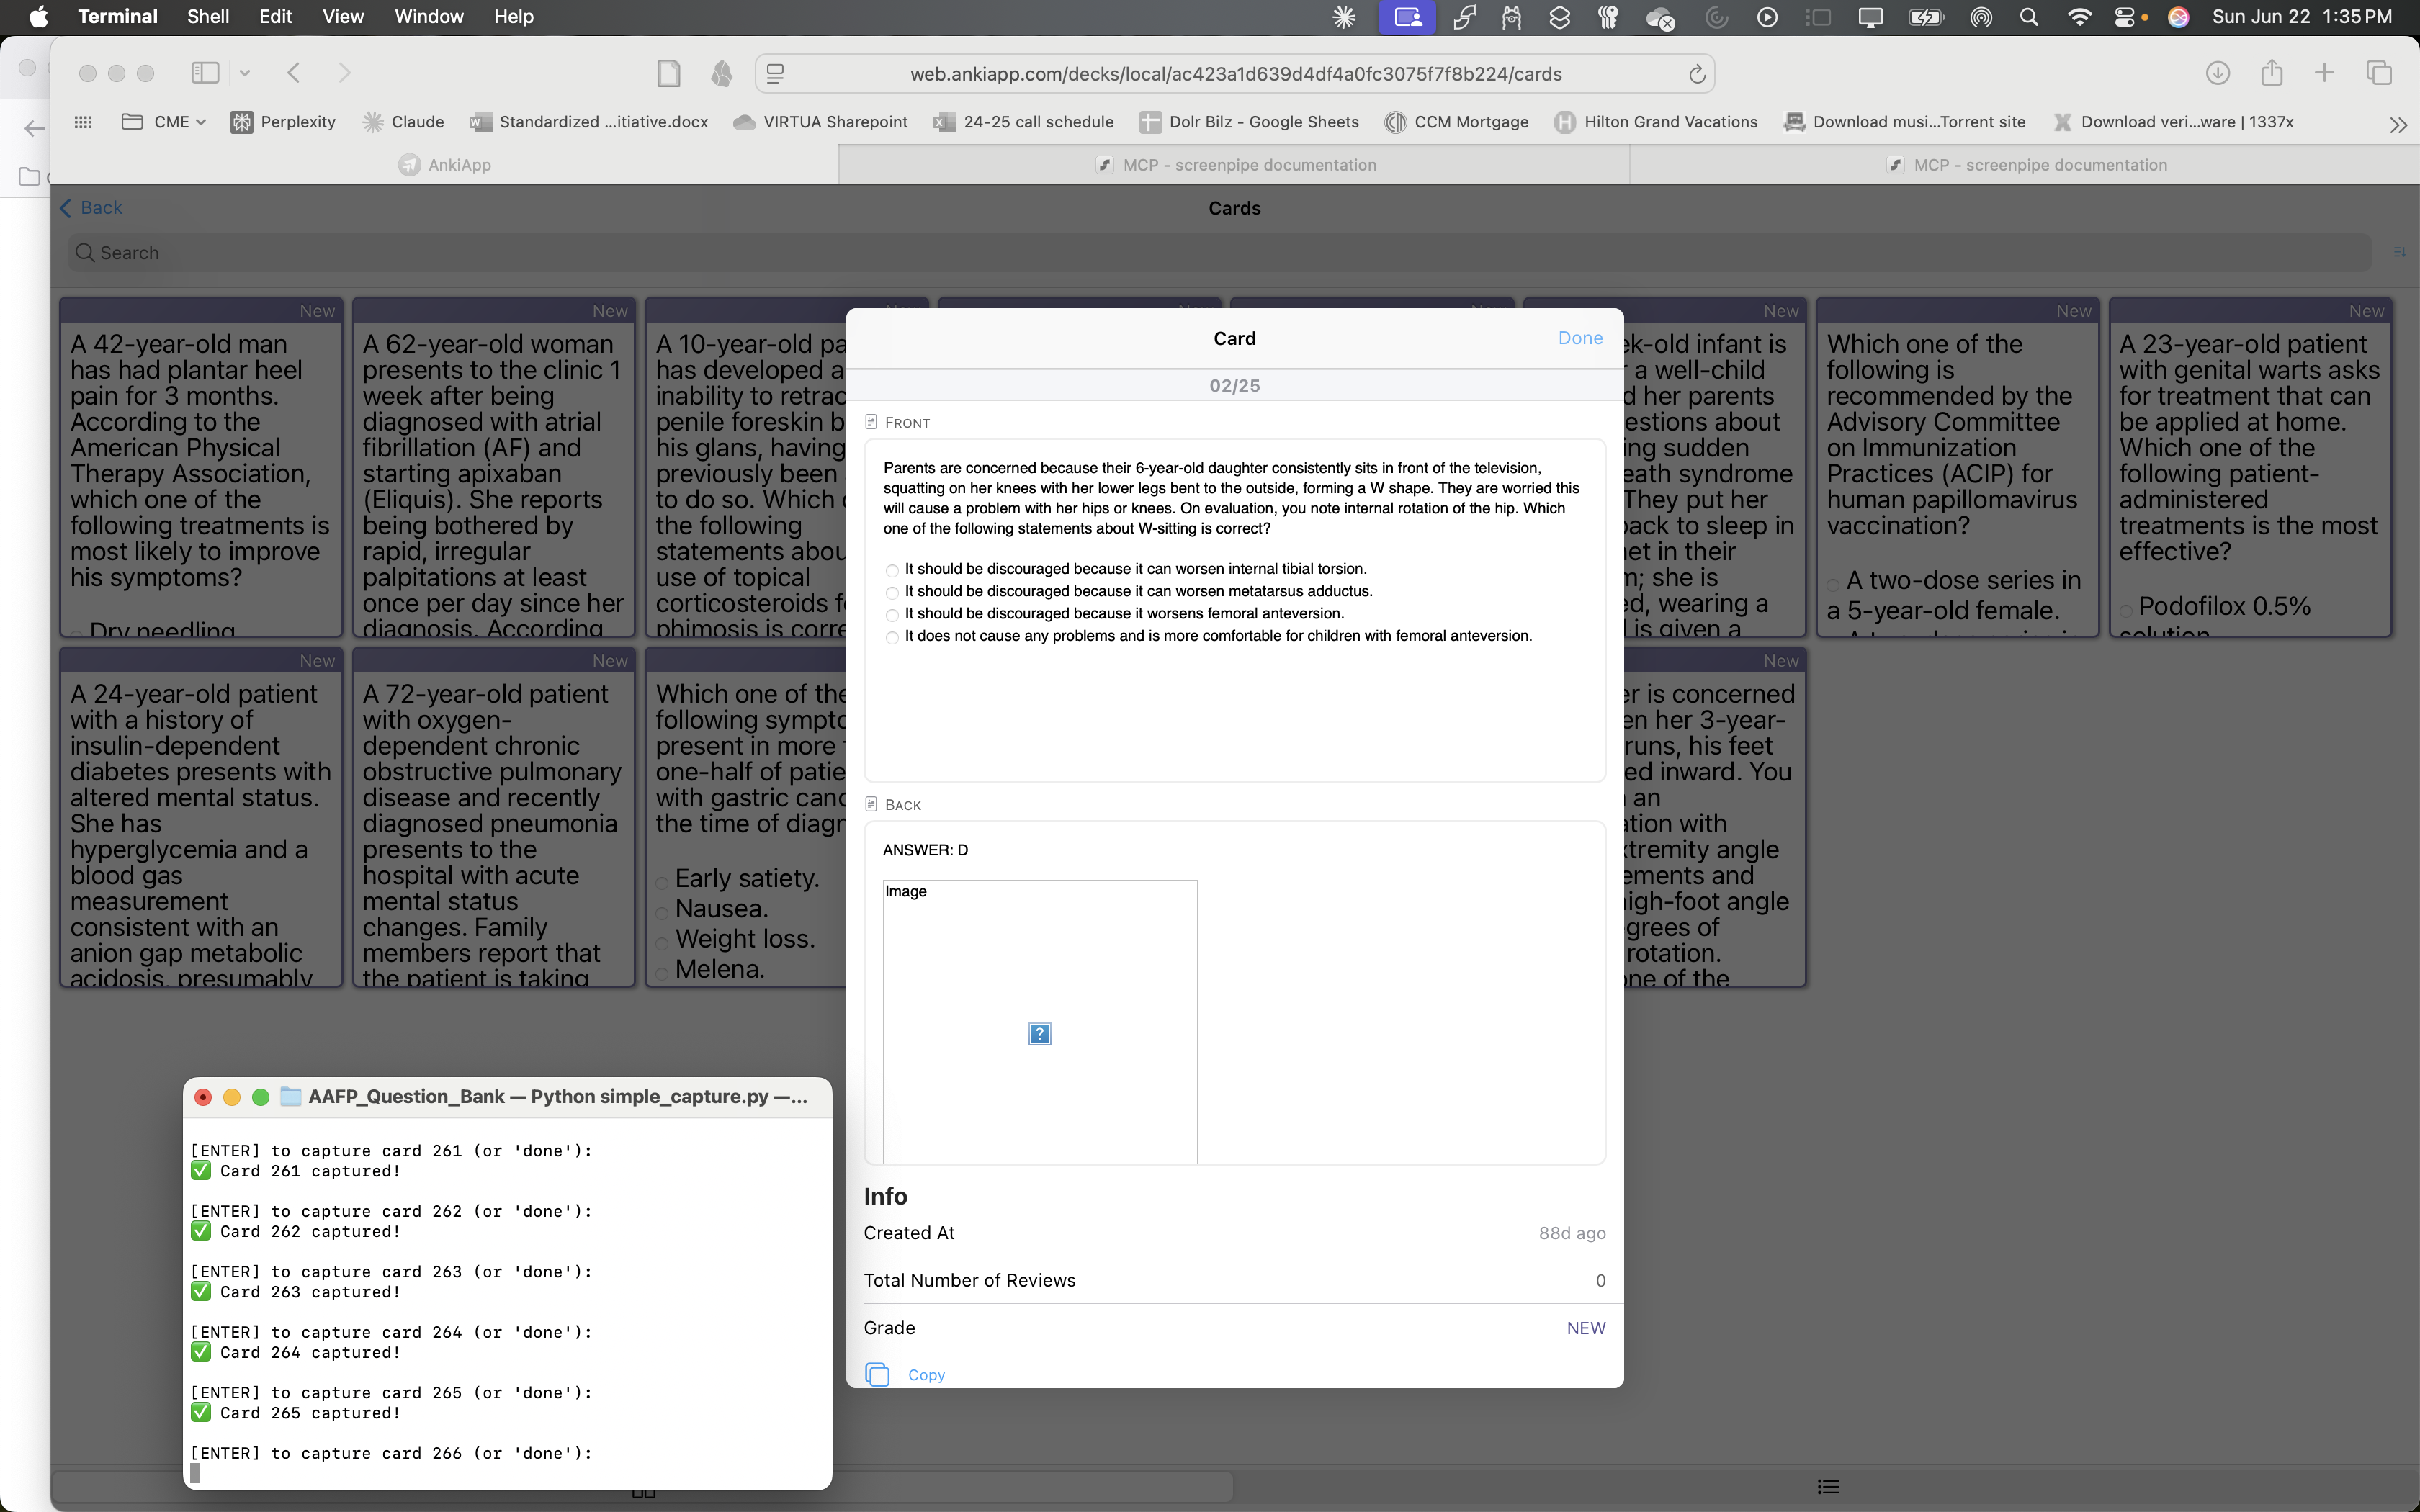 Terminal Shell Edit View Window Help
Sun Jun 22 1:35 PM
web.ankiapp.com/decks/local/ac423a1d639d4df4a0fc3075f7f8b224/cards
CME Perplexity Claude Standardized ...itiative.docx VIRTUA Sharepoint 24-25 call schedule Dolr Bilz - Google Sheets CCM Mortgage Hilton Grand Vacations Download musi...Torrent site Download veri...ware | 1337x
AnkiApp MCP - screenpipe documentation MCP - screenpipe documentation
Back Cards
Search
New
A 42-year-old man
has had plantar heel
pain for 3 months.
According to the
American Physical
Therapy Association,
which one of the
following treatments is
most likely to improve
his symptoms?
Dry needling
New
A 62-year-old woman
presents to the clinic 1
week after being
diagnosed with atrial
fibrillation (AF) and
starting apixaban
(Eliquis). She reports
being bothered by
rapid, irregular
palpitations at least
once per day since her
diagnosis. According
A 10-year-old pa
has developed a
inability to retrac
penile foreskin b
his glans, having
previously been
to do so. Which o
the following
statements abou
use of topical
corticosteroids fo
phimosis is corre
New
ek-old infant is
r a well-child
d her parents
estions about
ing sudden
eath syndrome
They put her
back to sleep in
net in their
m; she is
ed, wearing a
is given a
New
Which one of the
following is
recommended by the
Advisory Committee
on Immunization
Practices (ACIP) for
human papillomavirus
vaccination?
A two-dose series in
a 5-year-old female.
New
A 23-year-old patient
with genital warts asks
for treatment that can
be applied at home.
Which one of the
following patient-
administered
treatments is the most
effective?
Podofilox 0.5%
solution
New
A 24-year-old patient
with a history of
insulin-dependent
diabetes presents with
altered mental status.
She has
hyperglycemia and a
blood gas
measurement
consistent with an
anion gap metabolic
acidosis, presumably
New
A 72-year-old patient
with oxygen-
dependent chronic
obstructive pulmonary
disease and recently
diagnosed pneumonia
presents to the
hospital with acute
mental status
changes. Family
members report that
the patient is taking
Which one of the
following sympto
present in more
one-half of patie
with gastric canc
the time of diagn
Early satiety.
Nausea.
Weight loss.
Melena.
New
er is concerned
en her 3-year-
runs, his feet
ed inward. You
an
ation with
xtremity angle
ements and
igh-foot angle
grees of
rotation.
one of the
Card Done
02/25
FRONT
Parents are concerned because their 6-year-old daughter consistently sits in front of the television,
squatting on her knees with her lower legs bent to the outside, forming a W shape. They are worried this
will cause a problem with her hips or knees. On evaluation, you note internal rotation of the hip. Which
one of the following statements about W-sitting is correct?
It should be discouraged because it can worsen internal tibial torsion.
It should be discouraged because it can worsen metatarsus adductus.
It should be discouraged because it worsens femoral anteversion.
It does not cause any problems and is more comfortable for children with femoral anteversion.
BACK
ANSWER: D
Image
Info
Created At 88d ago
Total Number of Reviews 0
Grade NEW
Copy
AAFP_Question_Bank — Python simple_capture.py —...
[ENTER] to capture card 261 (or 'done'):
✅ Card 261 captured!
[ENTER] to capture card 262 (or 'done'):
✅ Card 262 captured!
[ENTER] to capture card 263 (or 'done'):
✅ Card 263 captured!
[ENTER] to capture card 264 (or 'done'):
✅ Card 264 captured!
[ENTER] to capture card 265 (or 'done'):
✅ Card 265 captured!
[ENTER] to capture card 266 (or 'done'):